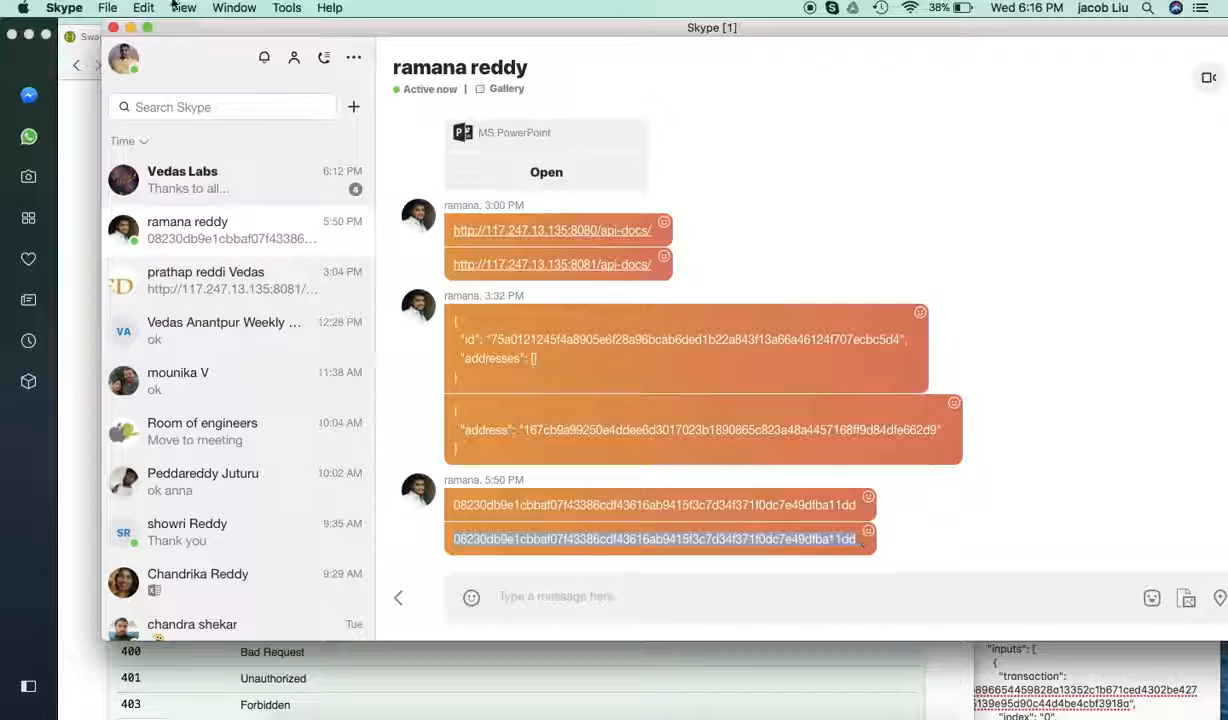 Skype File Edit View Window Tools Help 38% Wed 6:16 PM jacob Liu
Skype [1]
Search Skype
Time
Vedas Labs 6:12 PM
Thanks to all... 4
ramana reddy 5:50 PM
08230db9e1cbbaf07f43386...
prathap reddi Vedas 3:04 PM
http://117.247.13.135:8081/...
VA
Vedas Anantpur Weekly ... 12:28 PM
ok
mounika V 11:38 AM
ok
Room of engineers 10:04 AM
Move to meeting
Peddareddy Juturu 10:02 AM
ok anna
SR
showri Reddy 9:35 AM
Thank you
Chandrika Reddy 9:29 AM
chandra shekar Tue
ramana reddy
Active now | Gallery
MS PowerPoint
Open
ramana, 3:00 PM
http://117.247.13.135:8080/api-docs/
http://117.247.13.135:8081/api-docs/
ramana, 3:32 PM
{
"id": "75a0121245f4a8905e6f28a96bcab6ded1b22a843f13a66a46124f707ecbc5d4",
"addresses": []
}
{
"address": "167cb9a99250e4ddee6d3017023b1890865c823a48a4457168ff9d84dfe662d9"
}
ramana, 5:50 PM
08230db9e1cbbaf07f43386cdf43616ab9415f3c7d34f371f0dc7e49dfba11dd
08230db9e1cbbaf07f43386cdf43616ab9415f3c7d34f371f0dc7e49dfba11dd
Type a message here
400 Bad Request
401 Unauthorized
403 Forbidden
"inputs": [
{
"transaction":
896654459828a13352c1b671ced4302be427
139e95d90c44d4be4cbf3918a",
"index": "0"